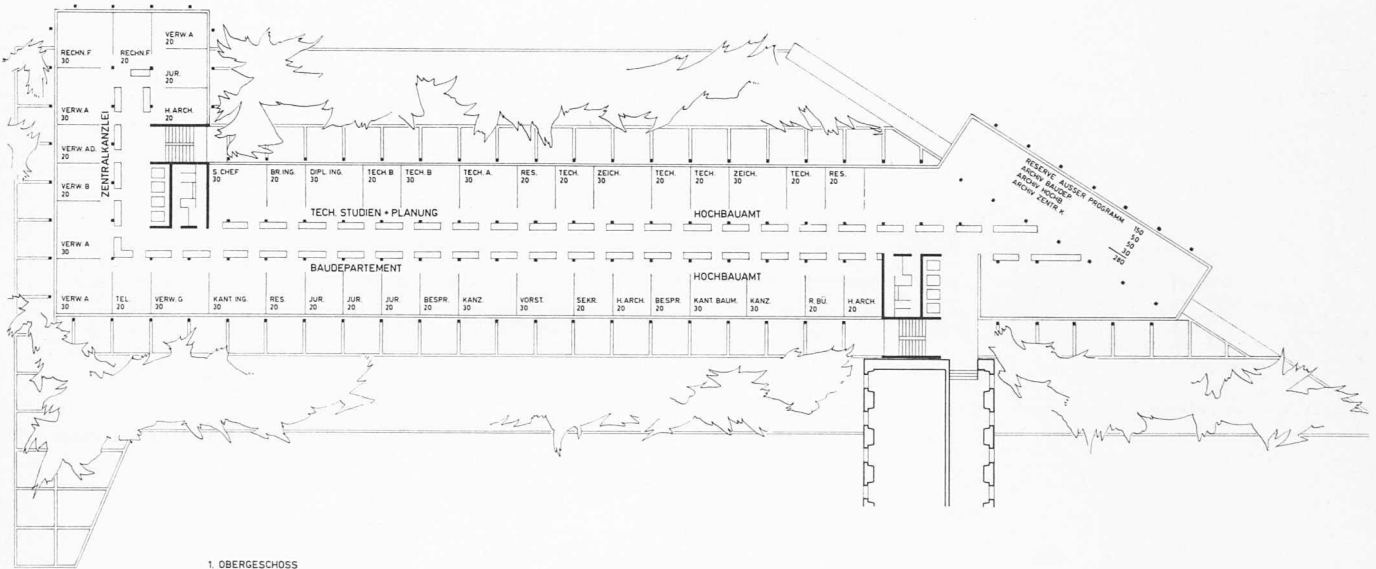 VERW. A
20
RECHN. F
30
RECHN. F
20
JUR.
20
VERW. A
30
H. ARCH.
20
ZENTRALKANZLEI
VERW. AD.
20
VERW. B
20
VERW. A
30
VERW. A
30
TEL.
20
VERW. G
30
S. CHEF
30
BR. ING.
20
DIPL. ING.
30
TECH. B
20
TECH. B
30
TECH. A.
30
RES.
20
TECH.
20
ZEICH.
30
TECH.
20
TECH.
20
ZEICH.
30
TECH.
20
RES.
20
TECH. STUDIEN + PLANUNG
HOCHBAUAMT
BAUDEPARTEMENT
HOCHBAUAMT
KANT. ING.
30
RES.
20
JUR.
20
JUR.
20
JUR.
20
BESPR.
20
KANZ.
30
VORST.
30
SEKR.
20
H. ARCH.
20
BESPR.
20
KANT. BAUM.
30
KANZ.
30
R. BÜ.
20
H. ARCH.
20
RESERVE AUSSER PROGRAMM 150
ARCHIV BAUDEP. 50
ARCHIV HOCHB. 50
ARCHIV ZENTR. K 30
280
1. OBERGESCHOSS